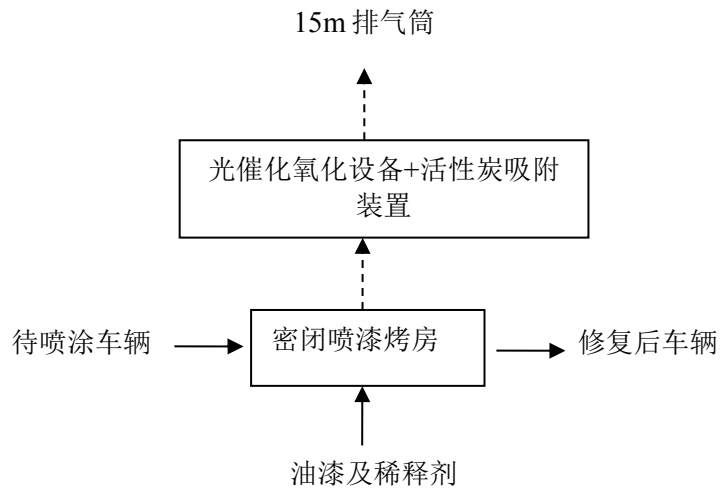 15m 排气筒
光催化氧化设备+活性炭吸附
装置
待喷涂车辆
密闭喷漆烤房
修复后车辆
油漆及稀释剂